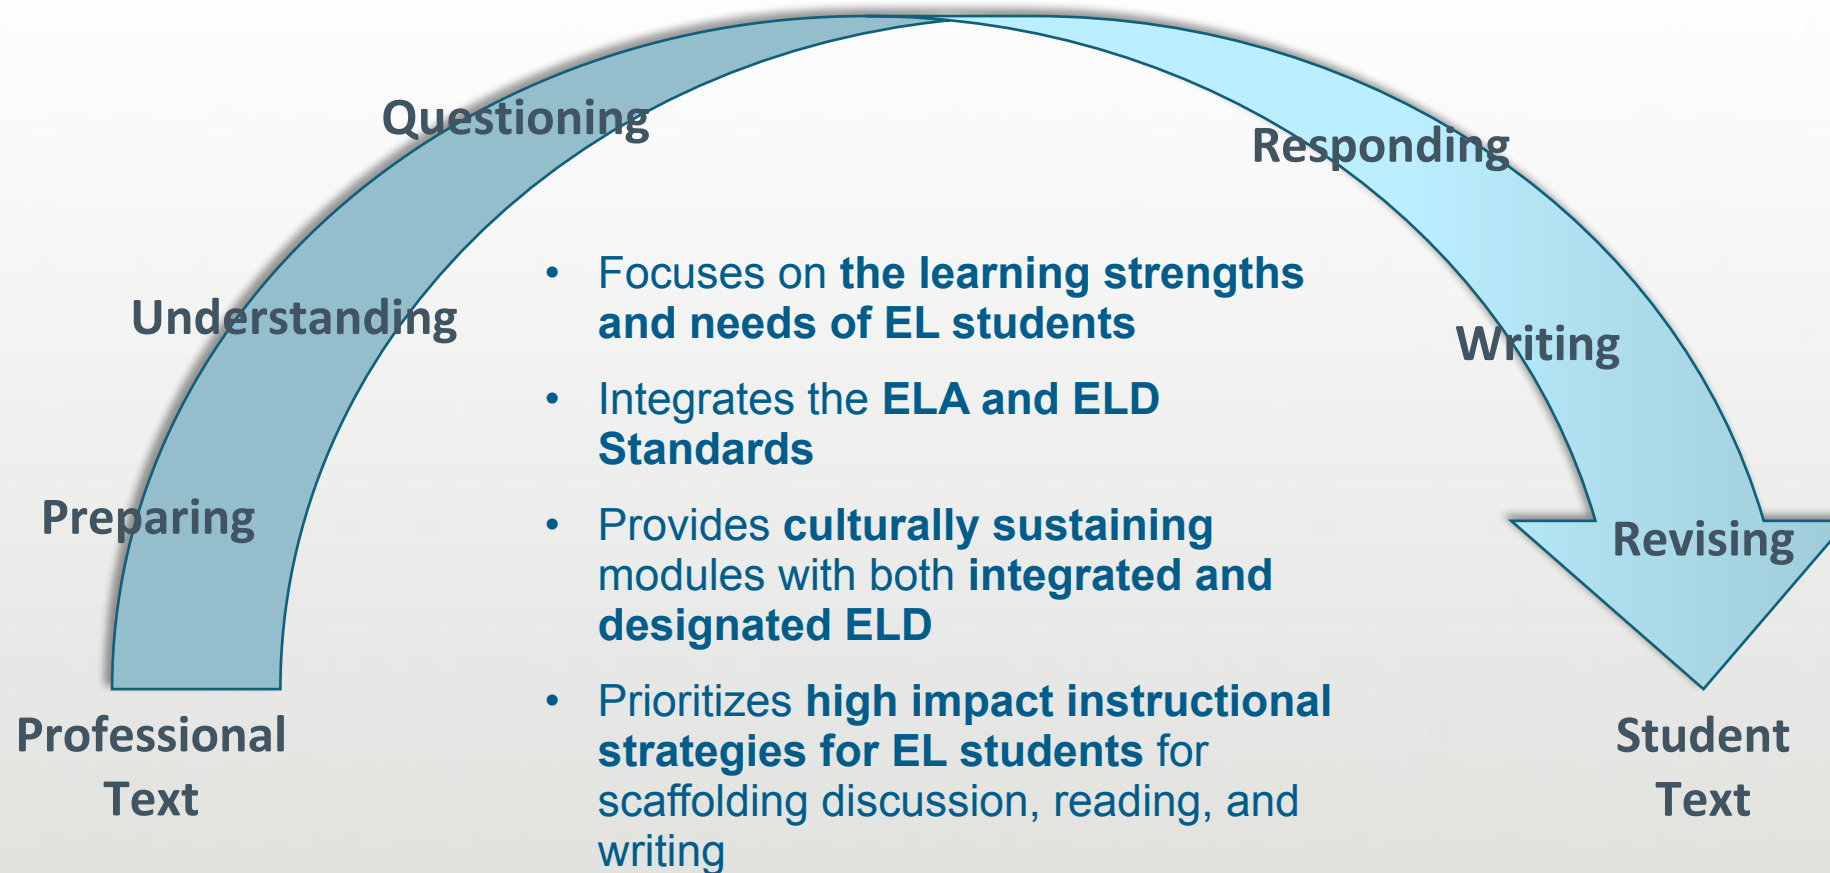 Questioning
Understanding
Preparing
Professional
Text
• Focuses on the learning strengths
and needs of EL students
• Integrates the ELA and ELD
Standards
• Provides culturally sustaining
modules with both integrated and
designated ELD
• Prioritizes high impact instructional
strategies for EL students for
scaffolding discussion, reading, and
writing
Responding
Writing
Revising
Student
Text